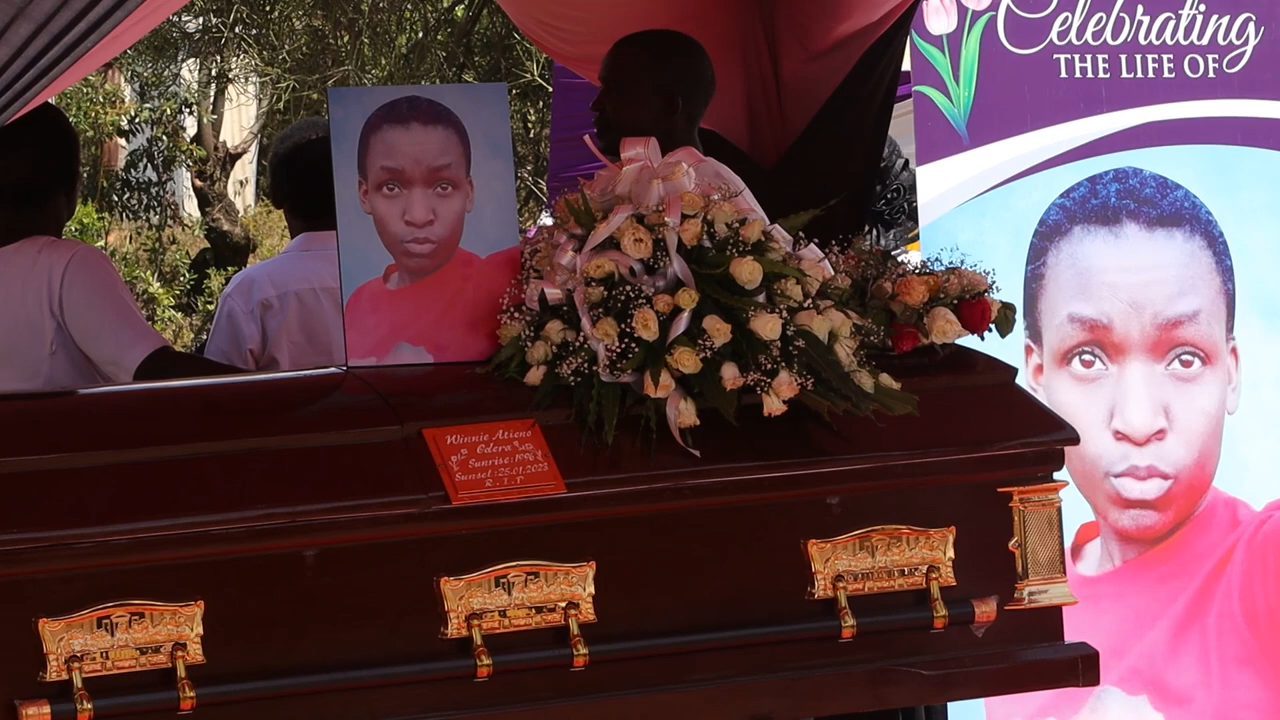 Celebrating
THE LIFE OF
Winnie Atieno
Odera
Sunrise:1996
Sunset:25.01.2023
R.I.P